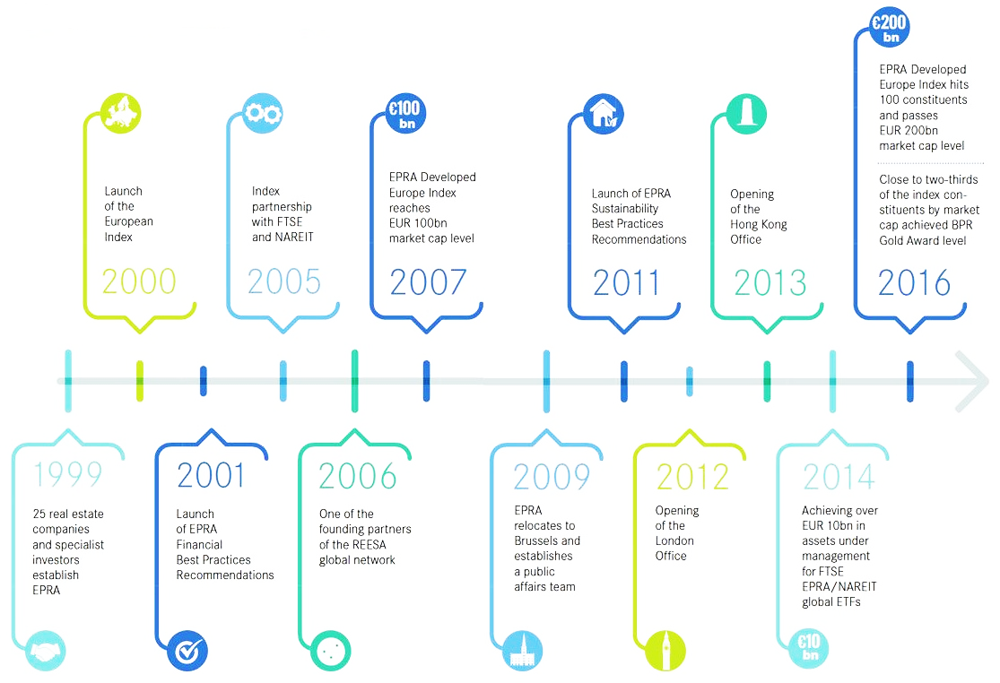 €200
bn
EPRA Developed
Europe Index hits
100 constituents
and passes
EUR 200bn
market cap level
Close to two-thirds
of the index con-
stituents by market
cap achieved BPR
Gold Award level
2016
Launch
of the
European
Index
2000
Index
partnership
with FTSE
and NAREIT
2005
€100
bn
EPRA Developed
Europe Index
reaches
EUR 100bn
market cap level
2007
Launch of EPRA
Sustainability
Best Practices
Recommendations
2011
Opening
of the
Hong Kong
Office
2013
1999
25 real estate
companies
and specialist
investors
establish
EPRA
2001
Launch
of EPRA
Financial
Best Practices
Recommendations
2006
One of the
founding partners
of the REESA
global network
2009
EPRA
relocates to
Brussels and
establishes
a public
affairs team
2012
Opening
of the
London
Office
2014
Achieving over
EUR 10bn in
assets under
management
for FTSE
EPRA/NAREIT
global ETFs
€10
bn